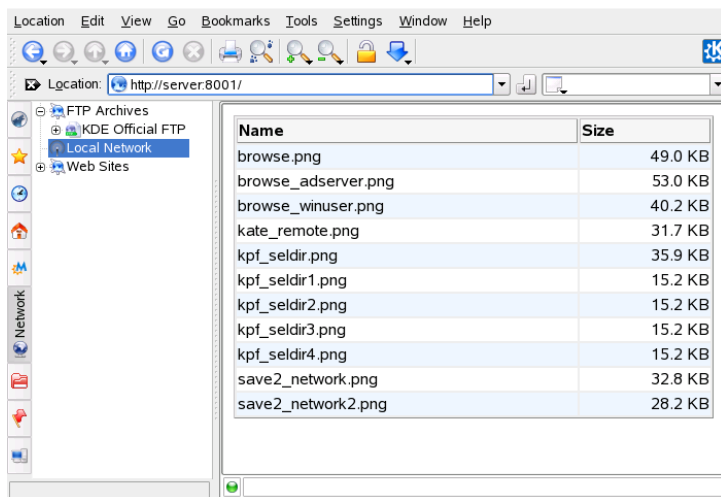 Location Edit View Go Bookmarks Tools Settings Window Help
Location: http://server:8001/
FTP Archives
KDE Official FTP
Local Network
Web Sites
Network
Name Size
browse.png 49.0 KB
browse_adserver.png 53.0 KB
browse_winuser.png 40.2 KB
kate_remote.png 31.7 KB
kpf_seldir.png 35.9 KB
kpf_seldir1.png 15.2 KB
kpf_seldir2.png 15.2 KB
kpf_seldir3.png 15.2 KB
kpf_seldir4.png 15.2 KB
save2_network.png 32.8 KB
save2_network2.png 28.2 KB